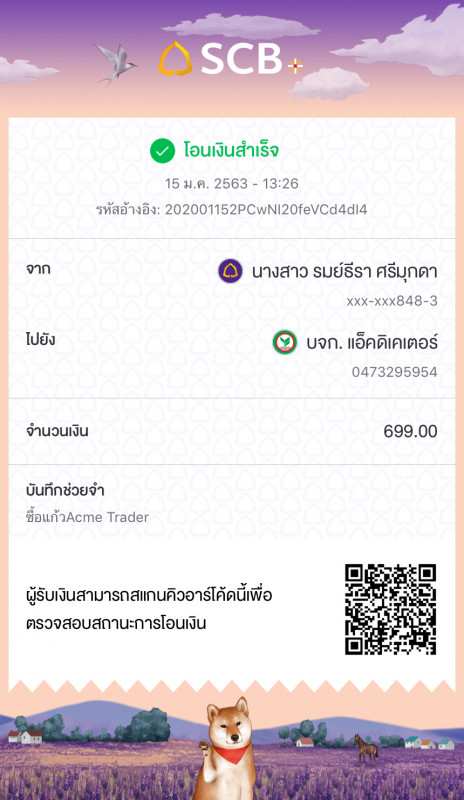 SCB
โอนเงินสำเร็จ
15 ม.ค. 2563 - 13:26
รหัสอ้างอิง: 202001152PCwNI20feVCd4dI4
จาก
นางสาว รมย์ธีรา ศรีมุกดา
xxx-xxx848-3
ไปยัง
บจก. แอ็คดิเคเตอร์
0473295954
จำนวนเงิน 699.00
บันทึกช่วยจำ
ซื้อแก้วAcme Trader
ผู้รับเงินสามารถสแกนคิวอาร์โค้ดนี้เพื่อ
ตรวจสอบสถานะการโอนเงิน